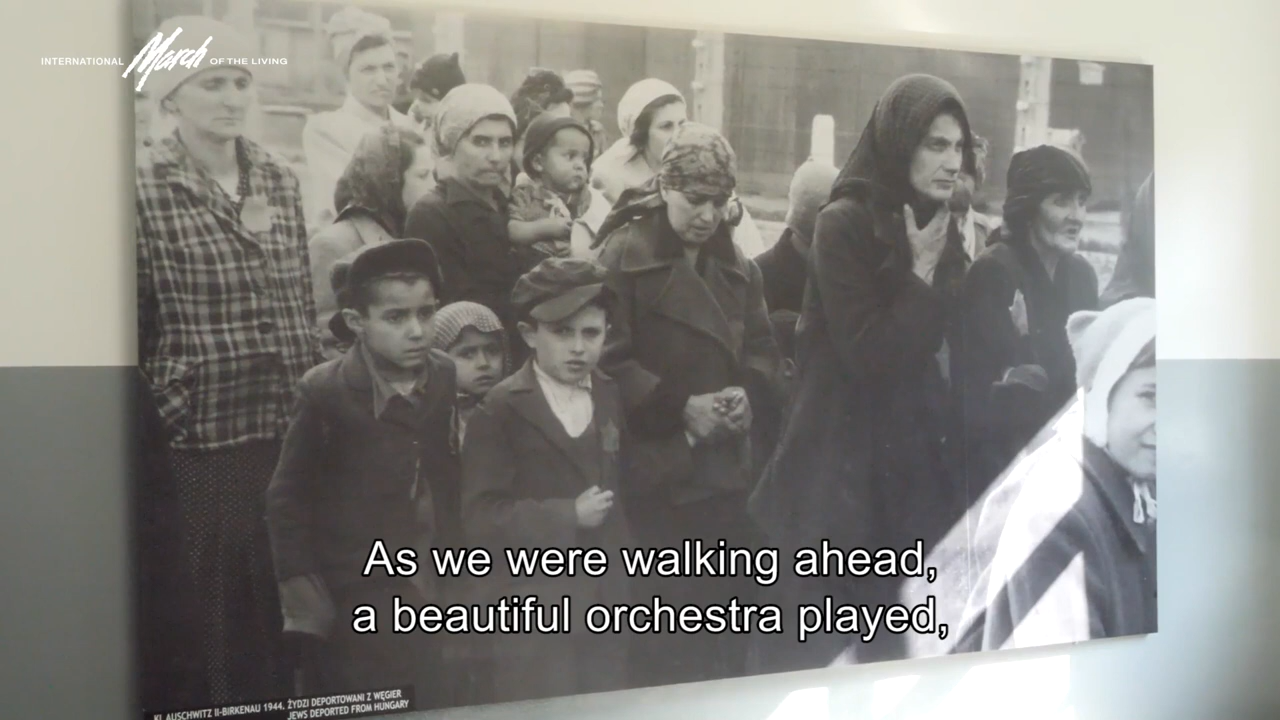 INTERNATIONAL March OF THE LIVING
As we were walking ahead,
a beautiful orchestra played,
KL AUSCHWITZ II-BIRKENAU 1944. ŻYDZI DEPORTOWANI Z WĘGIER
JEWS DEPORTED FROM HUNGARY